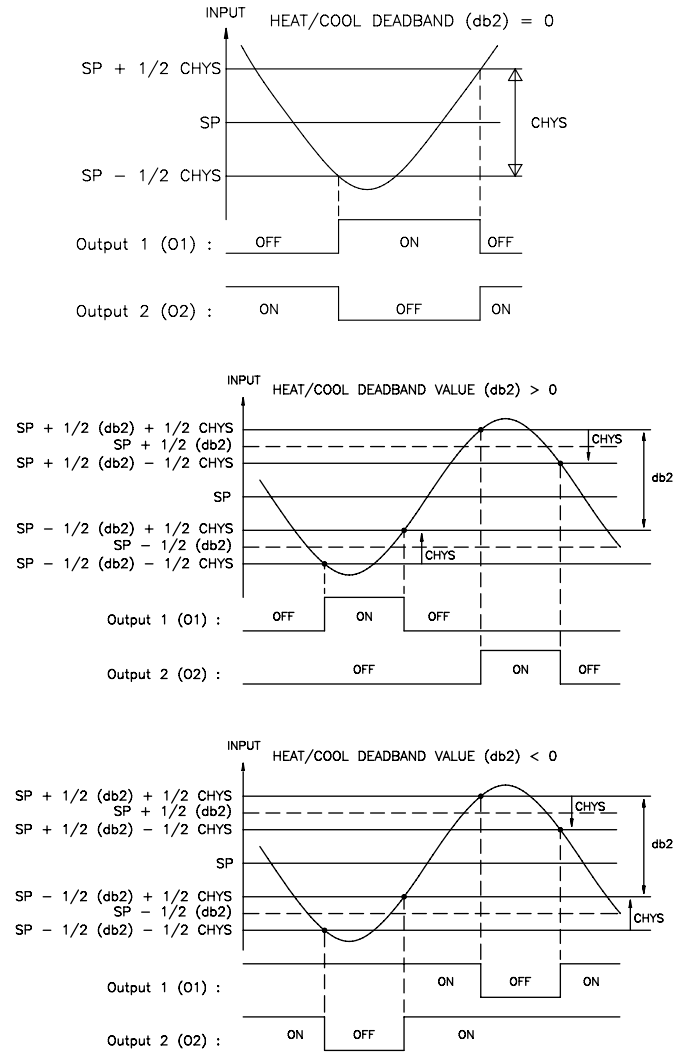 INPUT
HEAT/COOL DEADBAND (db2) = 0
SP + 1/2 CHYS
SP
CHYS
SP - 1/2 CHYS
Output 1 (O1) :
OFF
ON
OFF
Output 2 (O2) :
ON
OFF
ON
INPUT
HEAT/COOL DEADBAND VALUE (db2) > 0
SP + 1/2 (db2) + 1/2 CHYS
CHYS
SP + 1/2 (db2)
SP + 1/2 (db2) - 1/2 CHYS
db2
SP
SP - 1/2 (db2) + 1/2 CHYS
SP - 1/2 (db2)
CHYS
SP - 1/2 (db2) - 1/2 CHYS
Output 1 (O1) :
OFF
ON
OFF
Output 2 (O2) :
OFF
ON
OFF
INPUT
HEAT/COOL DEADBAND VALUE (db2) < 0
SP + 1/2 (db2) + 1/2 CHYS
CHYS
SP + 1/2 (db2)
SP + 1/2 (db2) - 1/2 CHYS
db2
SP
SP - 1/2 (db2) + 1/2 CHYS
SP - 1/2 (db2)
CHYS
SP - 1/2 (db2) - 1/2 CHYS
Output 1 (O1) :
ON
OFF
ON
Output 2 (O2) :
ON
OFF
ON